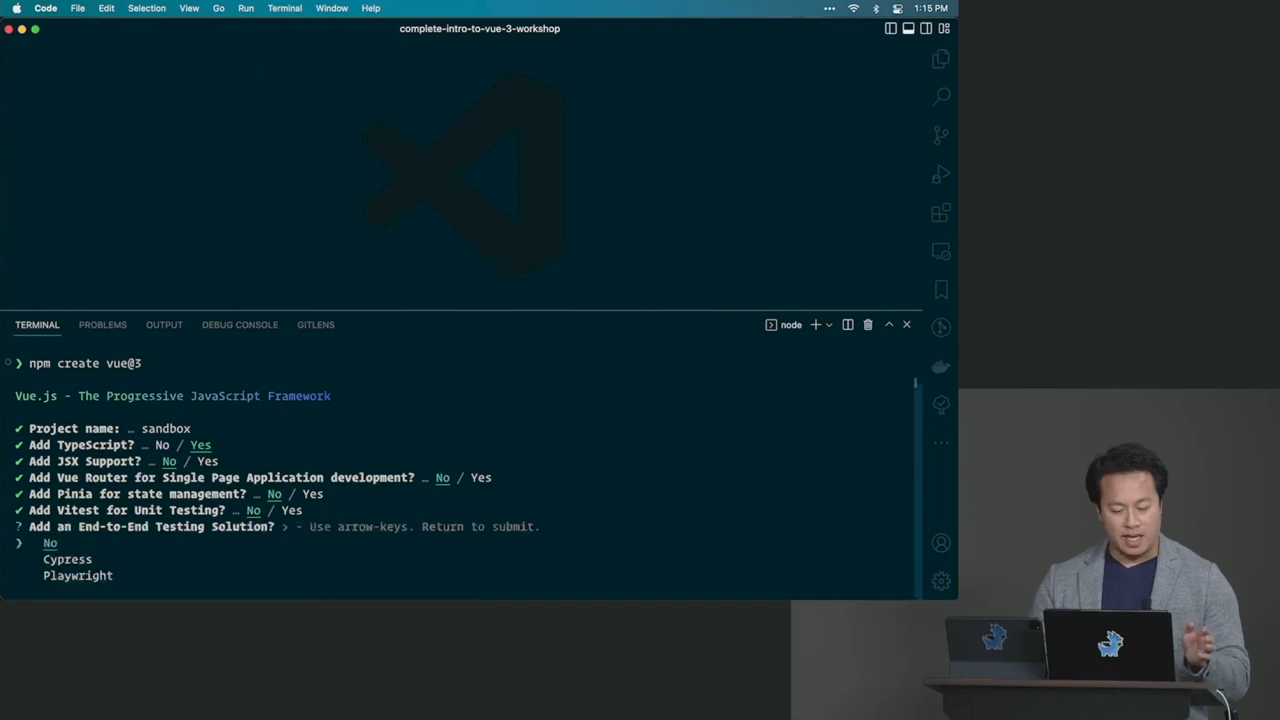 Code File Edit Selection View Go Run Terminal Window Help 1:15 PM
complete-intro-to-vue-3-workshop
TERMINAL PROBLEMS OUTPUT DEBUG CONSOLE GITLENS node
❯ npm create vue@3
Vue.js - The Progressive JavaScript Framework
✔ Project name: … sandbox
✔ Add TypeScript? … No / Yes
✔ Add JSX Support? … No / Yes
✔ Add Vue Router for Single Page Application development? … No / Yes
✔ Add Pinia for state management? … No / Yes
✔ Add Vitest for Unit Testing? … No / Yes
? Add an End-to-End Testing Solution? › - Use arrow-keys. Return to submit.
❯ No
Cypress
Playwright